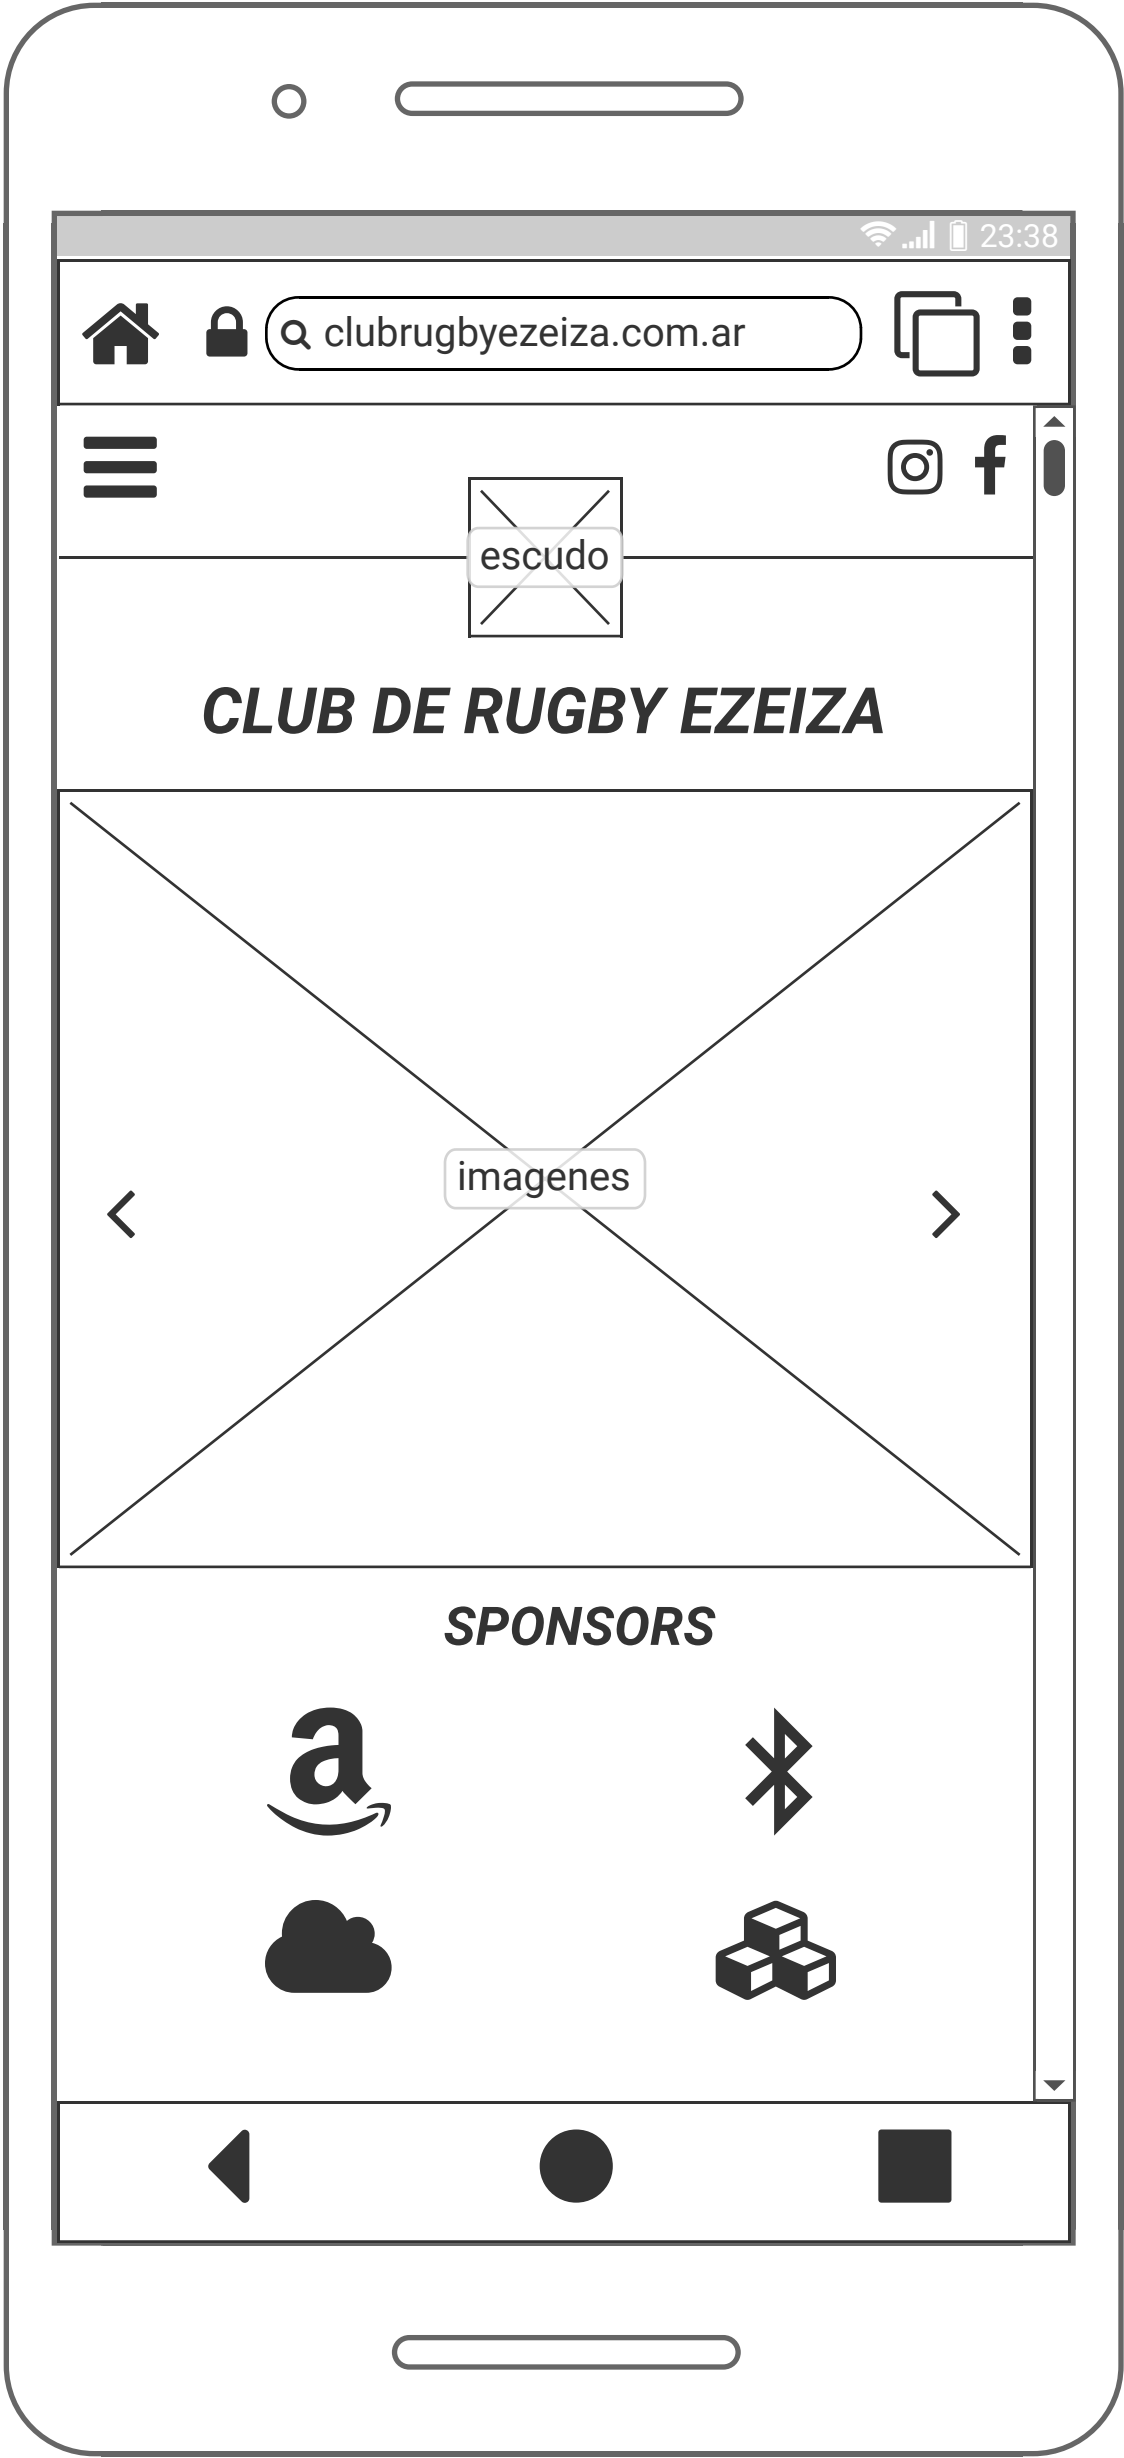 23:38
clubrugbyezeiza.com.ar
escudo
CLUB DE RUGBY EZEIZA
imagenes
SPONSORS